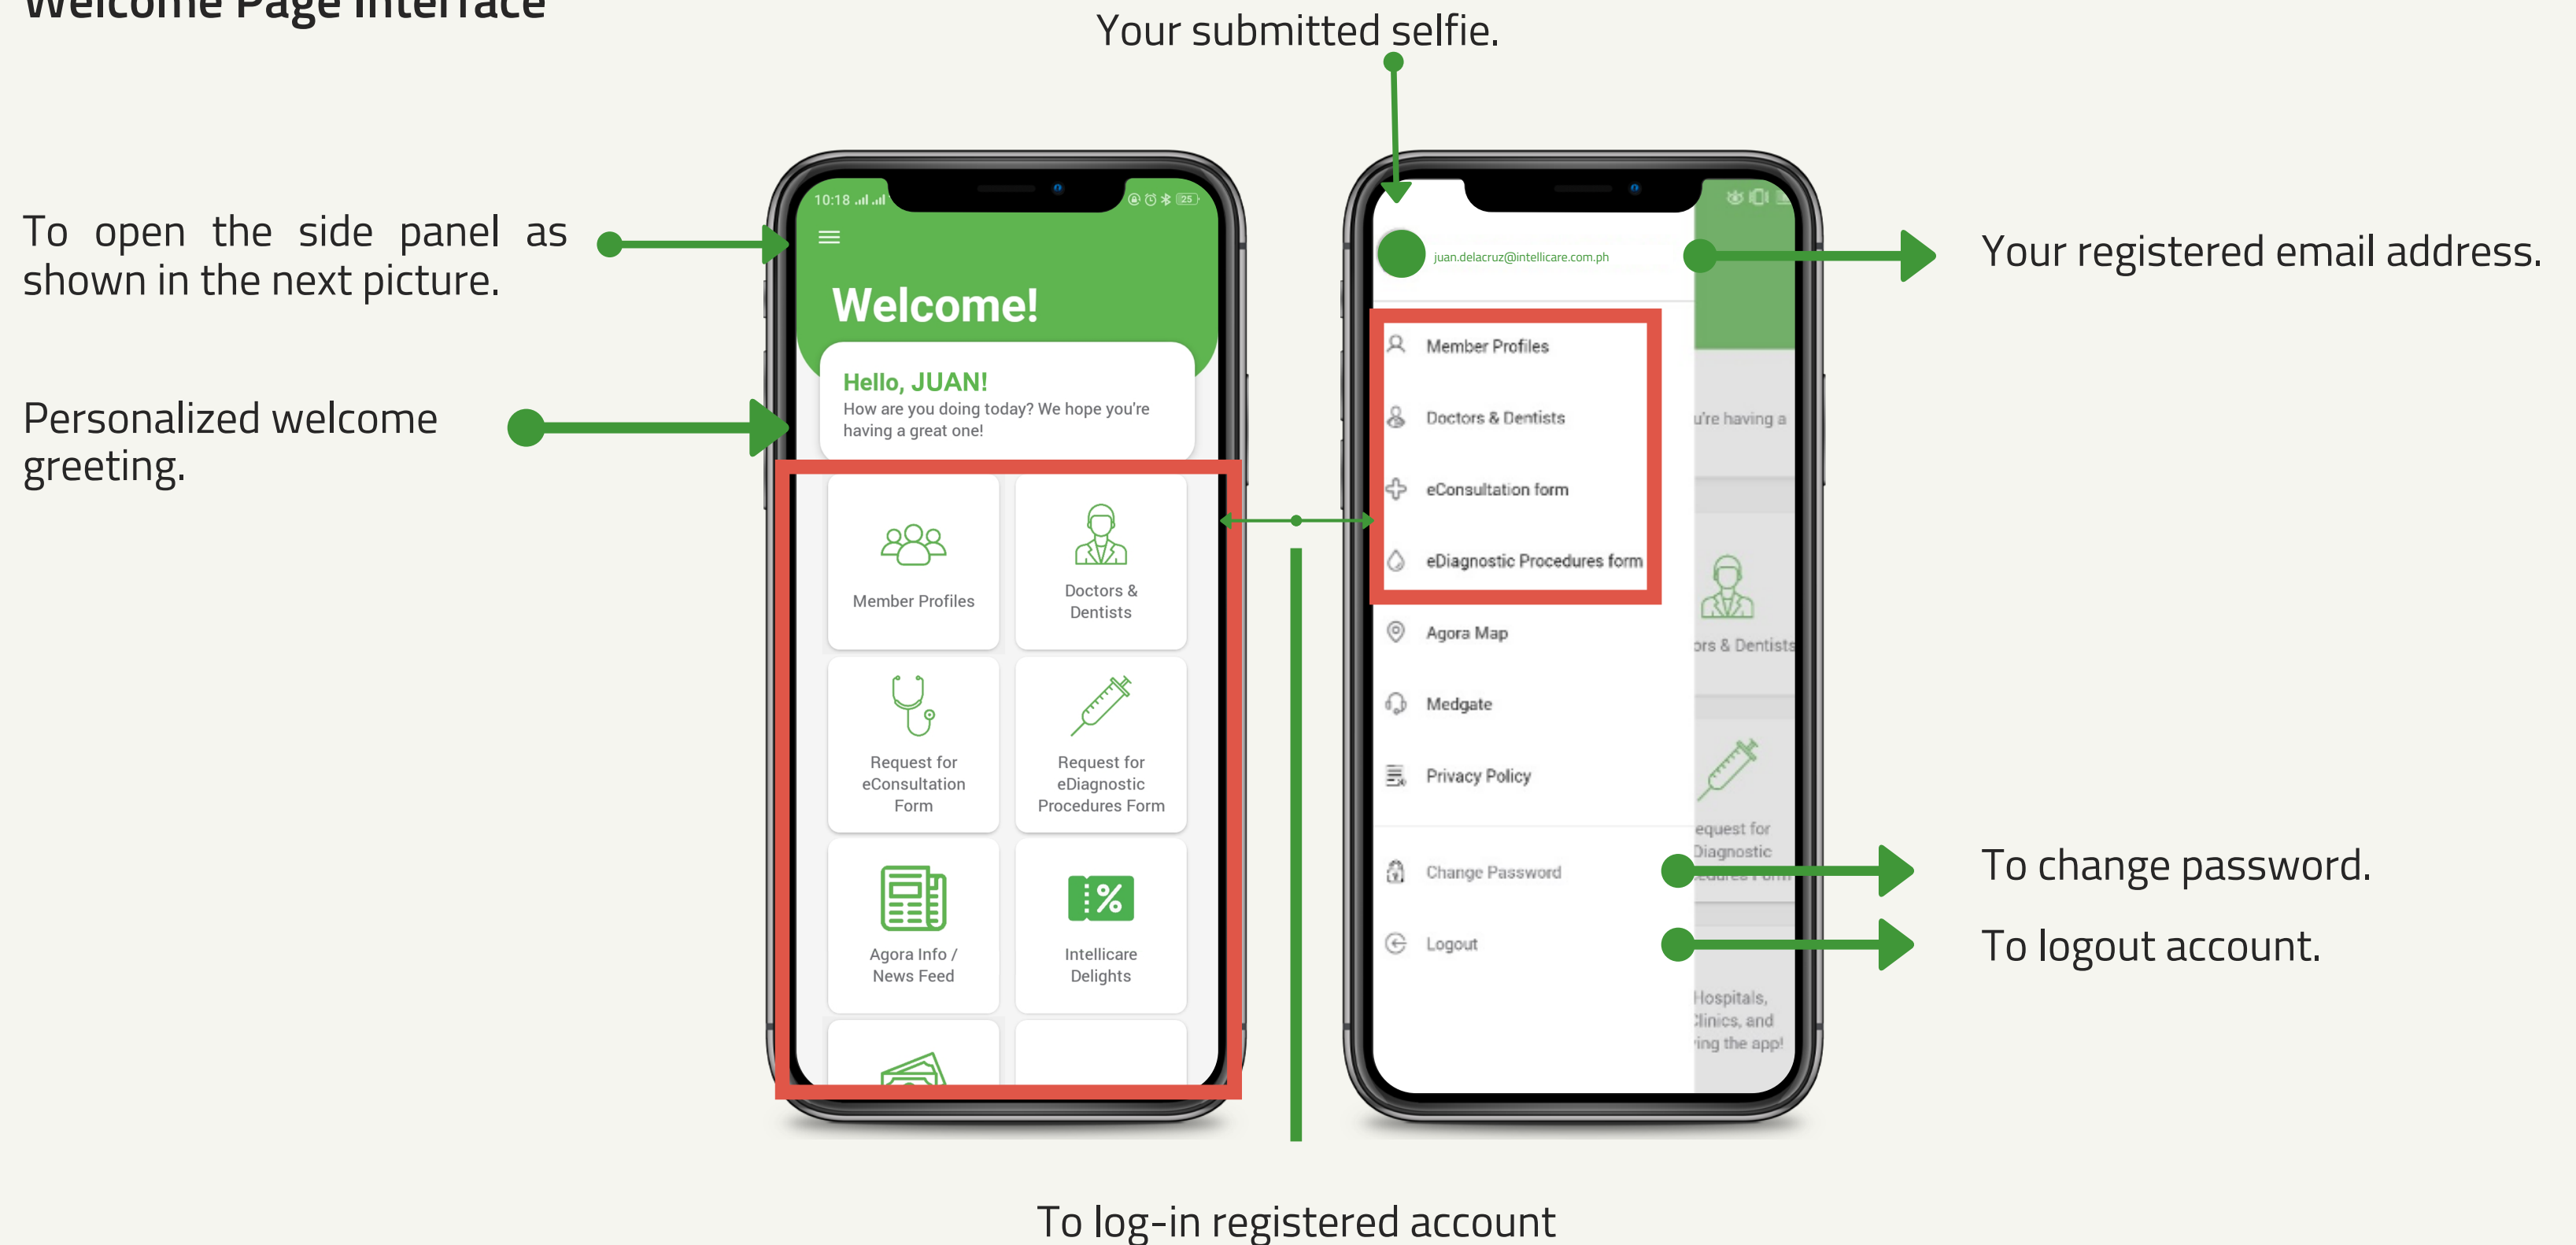 Welcome Page Interface
Your submitted selfie.
To open the side panel as
shown in the next picture.
Personalized welcome
greeting.
10:18
25
Welcome!
Hello, JUAN!
How are you doing today? We hope you're
having a great one!
Member Profiles
Doctors &
Dentists
Request for
eConsultation
Form
Request for
eDiagnostic
Procedures Form
Agora Info /
News Feed
Intellicare
Delights
juan.delacruz@intellicare.com.ph
Member Profiles
Doctors & Dentists
eConsultation form
eDiagnostic Procedures form
Agora Map
Medgate
Privacy Policy
Change Password
Logout
u're having a
ors & Dentists
equest for
Diagnostic
Hospitals,
Clinics, and
ving the app!
Your registered email address.
To change password.
To logout account.
To log-in registered account